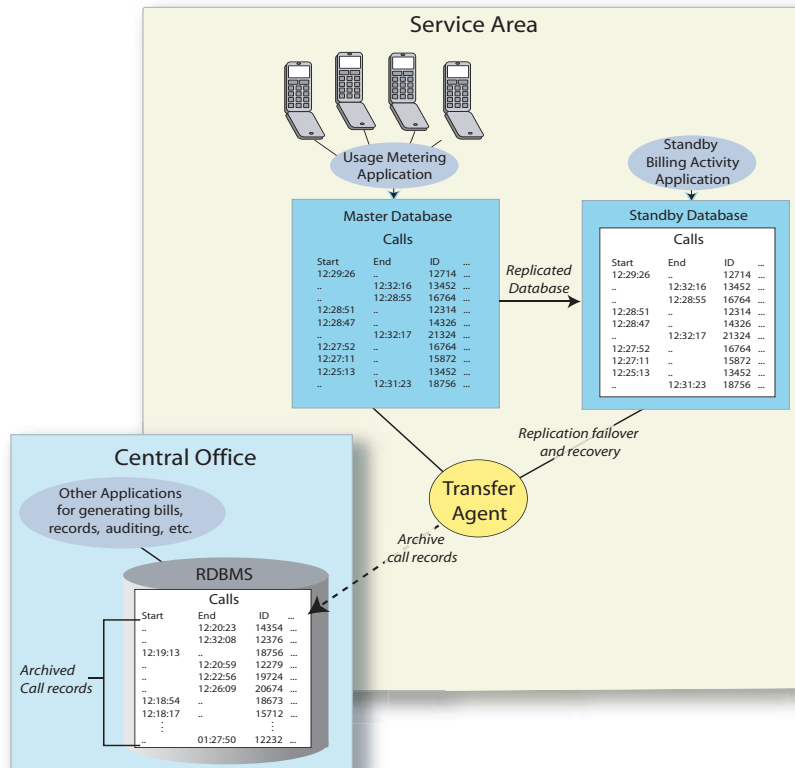 Service Area
Usage Metering
Application
Standby
Billing Activity
Application
Master Database
Calls
Start End ID ...
12:29:26 .. 12714 ...
.. 12:32:16 13452 ...
.. 12:28:55 16764 ...
12:28:51 .. 12314 ...
12:28:47 .. 14326 ...
.. 12:32:17 21324 ...
12:27:52 .. 16764 ...
12:27:11 .. 15872 ...
12:25:13 .. 13452 ...
.. 12:31:23 18756 ...
Replicated
Database
Standby Database
Calls
Start End ID ...
12:29:26 .. 12714 ...
.. 12:32:16 13452 ...
.. 12:28:55 16764 ...
12:28:51 .. 12314 ...
12:28:47 .. 14326 ...
.. 12:32:17 21324 ...
12:27:52 .. 16764 ...
12:27:11 .. 15872 ...
12:25:13 .. 13452 ...
.. 12:31:23 18756 ...
Replication failover
and recovery
Transfer
Agent
Archive
call records
Central Office
Other Applications
for generating bills,
records, auditing, etc.
RDBMS
Calls
Start End ID ...
.. 12:20:23 14354 ...
.. 12:32:08 12376 ...
12:19:13 .. 18756 ...
.. 12:20:59 12279 ...
.. 12:22:56 19724 ...
.. 12:26:09 20674 ...
12:18:54 .. 18673 ...
12:18:17 .. 15712 ...
⋮ ⋮
.. 01:27:50 12232 ...
Archived
Call records